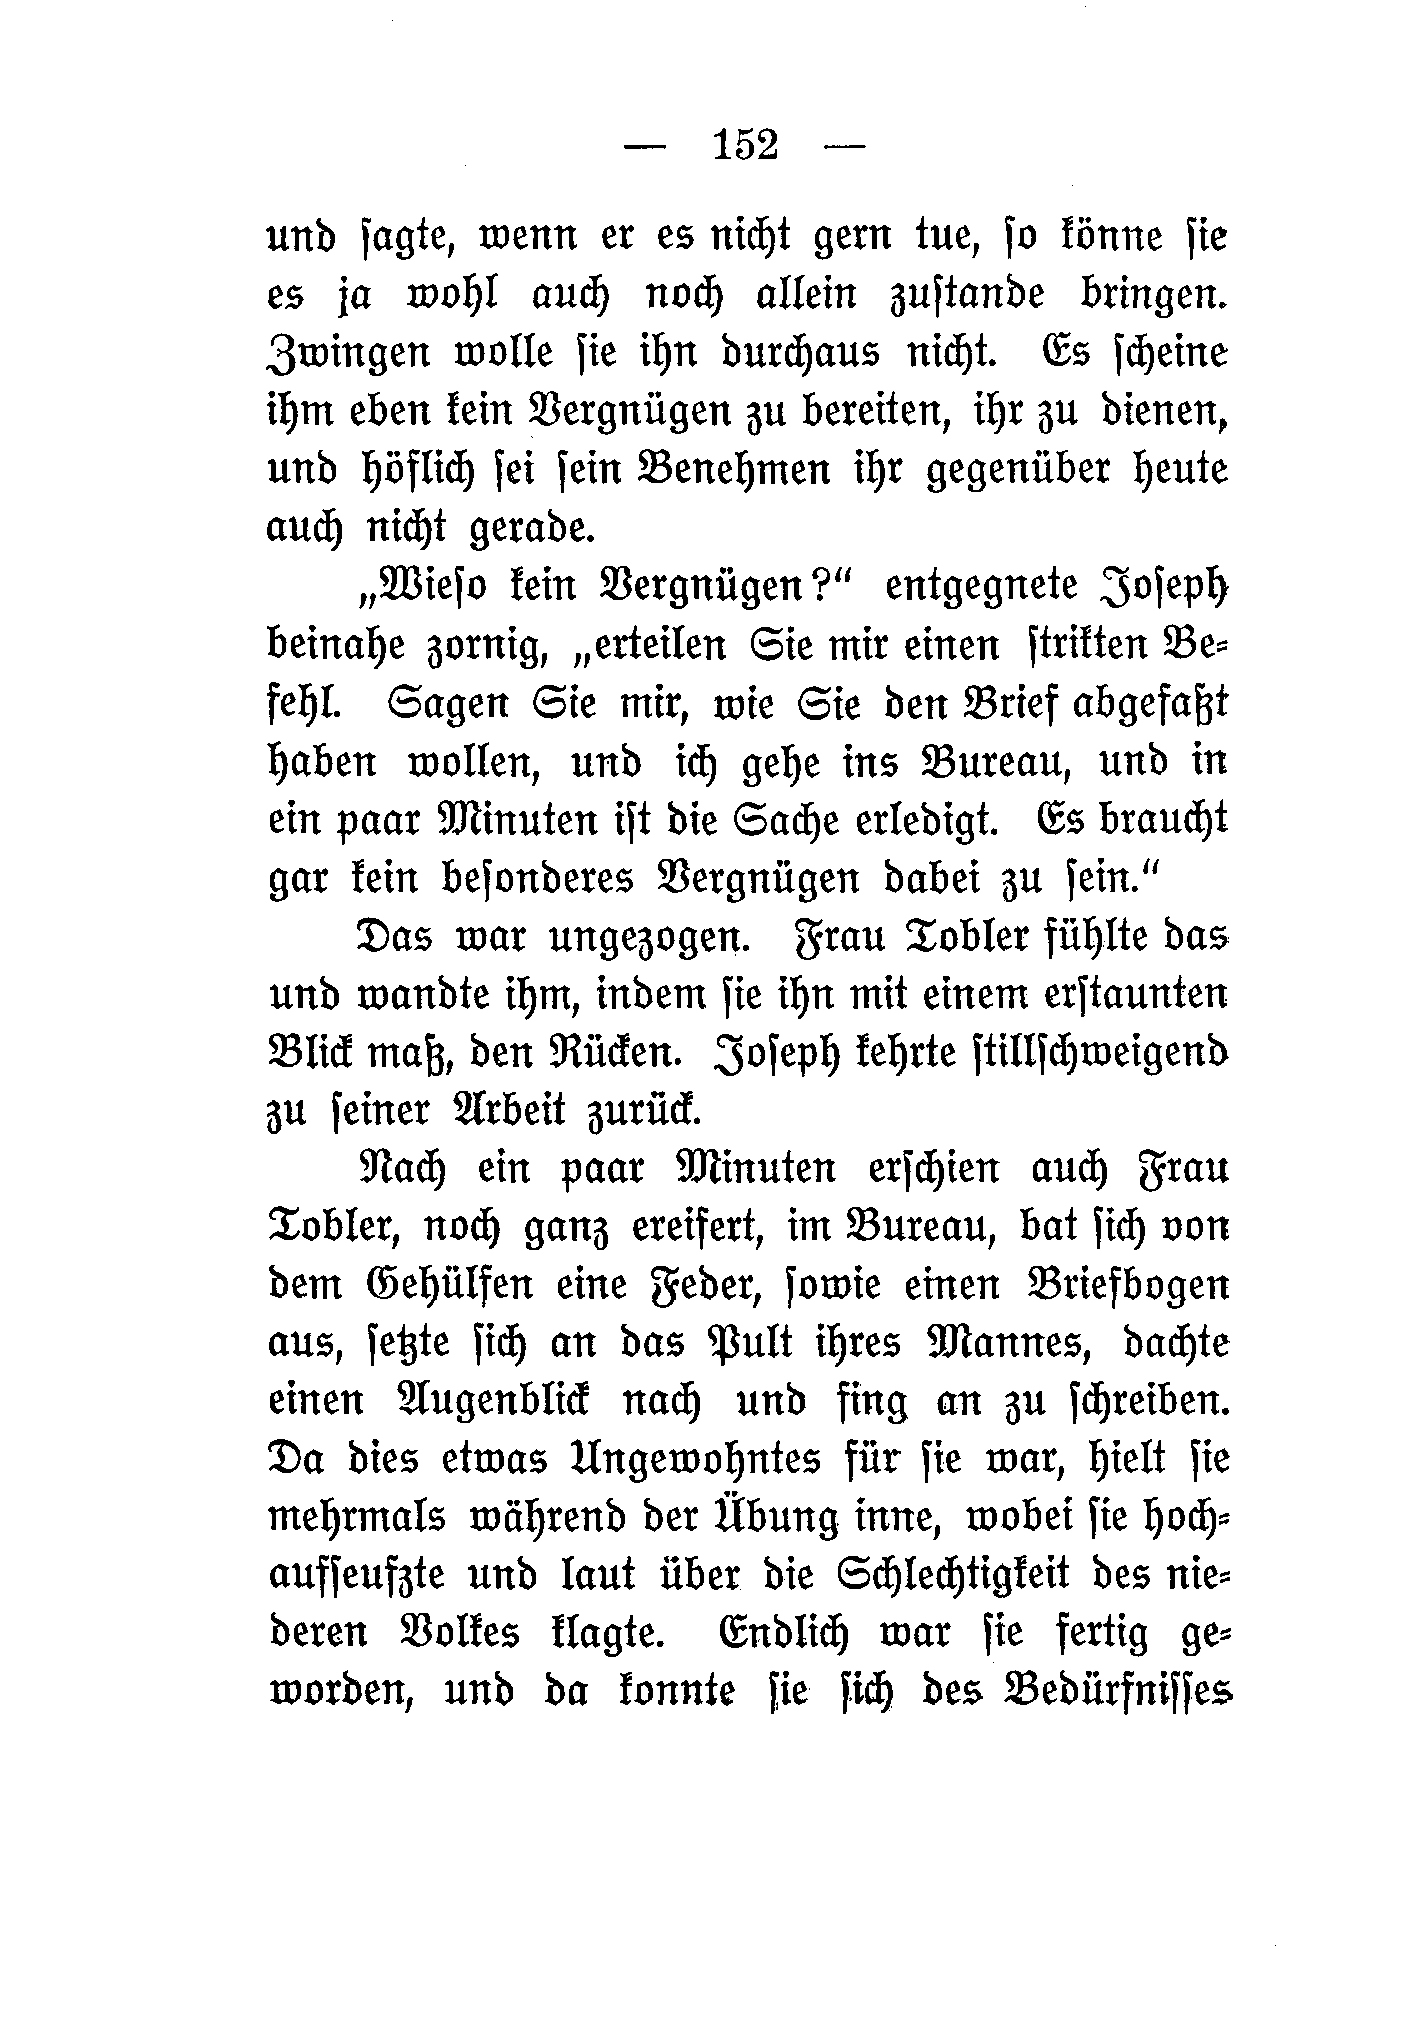 — 152 —
und ſagte, wenn er es nicht gern tue, ſo könne ſie
es ja wohl auch noch allein zuſtande bringen.
Zwingen wolle ſie ihn durchaus nicht. Es ſcheine
ihm eben kein Vergnügen zu bereiten, ihr zu dienen,
und höflich ſei ſein Benehmen ihr gegenüber heute
auch nicht gerade.
„Wieſo kein Vergnügen?“ entgegnete Joſeph
beinahe zornig, „erteilen Sie mir einen ſtrikten Be⸗
fehl. Sagen Sie mir, wie Sie den Brief abgefaßt
haben wollen, und ich gehe ins Bureau, und in
ein paar Minuten iſt die Sache erledigt. Es braucht
gar kein beſonderes Vergnügen dabei zu ſein.“
Das war ungezogen. Frau Tobler fühlte das
und wandte ihm, indem ſie ihn mit einem erſtaunten
Blick maß, den Rücken. Joſeph kehrte ſtillſchweigend
zu ſeiner Arbeit zurück.
Nach ein paar Minuten erſchien auch Frau
Tobler, noch ganz ereifert, im Bureau, bat ſich von
dem Gehülfen eine Feder, ſowie einen Briefbogen
aus, ſetzte ſich an das Pult ihres Mannes, dachte
einen Augenblick nach und fing an zu ſchreiben.
Da dies etwas Ungewohntes für ſie war, hielt ſie
mehrmals während der Übung inne, wobei ſie hoch⸗
aufſeufzte und laut über die Schlechtigkeit des nie⸗
deren Volkes klagte. Endlich war ſie fertig ge⸗
worden, und da konnte ſie ſich des Bedürfniſſes